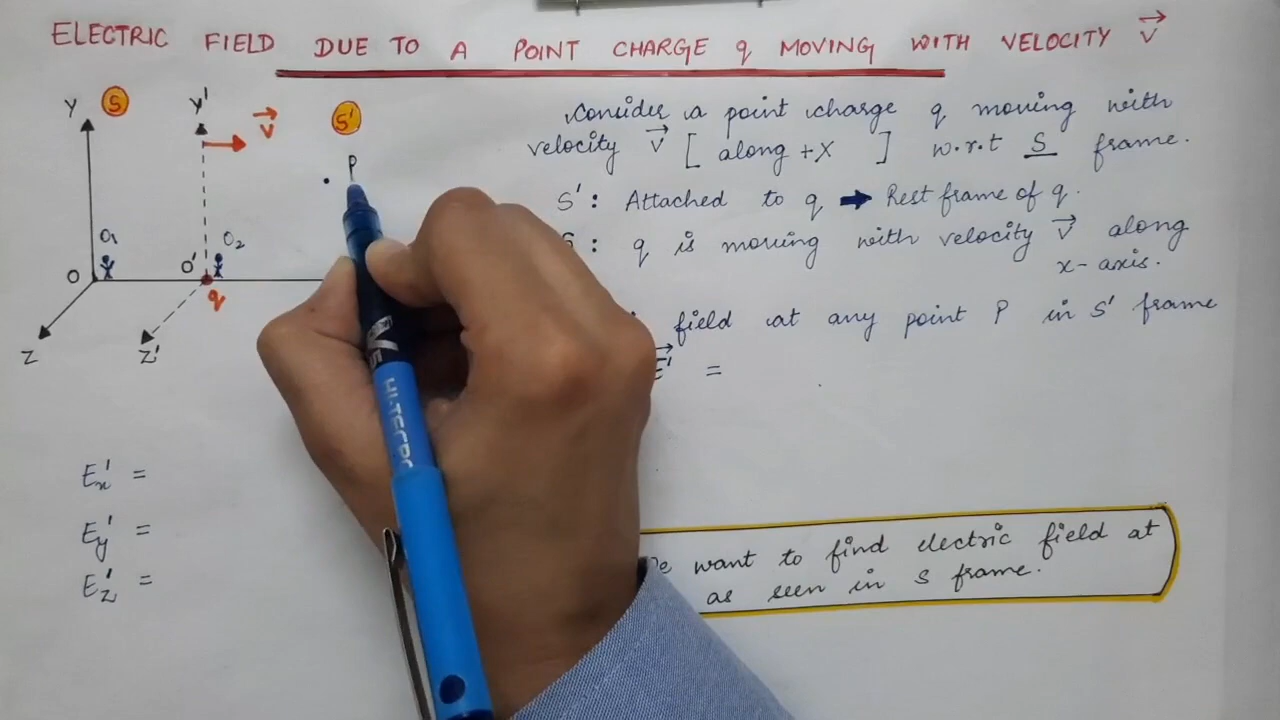 ELECTRIC FIELD DUE TO A POINT CHARGE q MOVING WITH VELOCITY v⃗
Y S Y' v⃗ S'
P
O₁ O₂
O O' q
Z Z'
Consider a point charge q moving with
velocity v⃗ [ along +X ] w.r.t S frame.
S' : Attached to q → Rest frame of q.
S : q is moving with velocity v⃗ along
x-axis.
field at any point P in S' frame
E⃗' =
Ex' =
Ey' =
Ez' =
want to find electric field at
as seen in S frame.